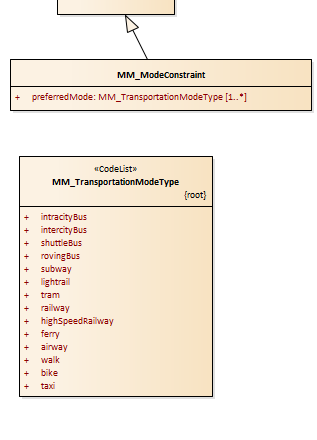 MM_ModeConstraint
+ preferredMode: MM_TransportationModeType [1..*]
«CodeList»
MM_TransportationModeType
{root}
+ intracityBus
+ intercityBus
+ shuttleBus
+ rovingBus
+ subway
+ lightrail
+ tram
+ railway
+ highSpeedRailway
+ ferry
+ airway
+ walk
+ bike
+ taxi